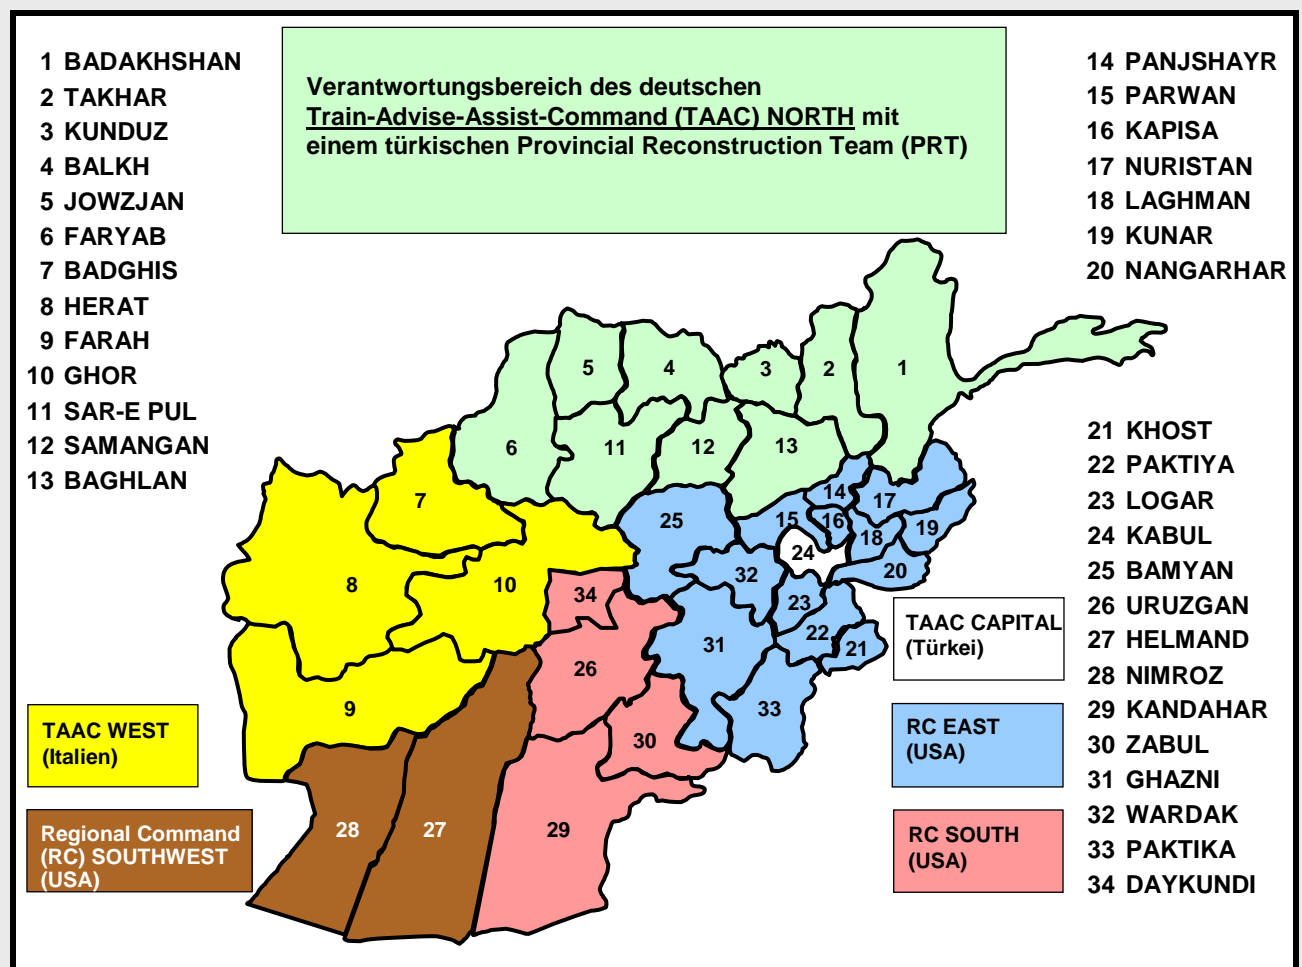 1 BADAKHSHAN
2 TAKHAR
3 KUNDUZ
4 BALKH
5 JOWZJAN
6 FARYAB
7 BADGHIS
8 HERAT
9 FARAH
10 GHOR
11 SAR-E PUL
12 SAMANGAN
13 BAGHLAN
Verantwortungsbereich des deutschen
Train-Advise-Assist-Command (TAAC) NORTH mit
einem türkischen Provincial Reconstruction Team (PRT)
14 PANJSHAYR
15 PARWAN
16 KAPISA
17 NURISTAN
18 LAGHMAN
19 KUNAR
20 NANGARHAR
21 KHOST
22 PAKTIYA
23 LOGAR
24 KABUL
25 BAMYAN
26 URUZGAN
27 HELMAND
28 NIMROZ
29 KANDAHAR
30 ZABUL
31 GHAZNI
32 WARDAK
33 PAKTIKA
34 DAYKUNDI
5
4
3
2
1
6
11
12
13
7
14
17
25
15
16
19
18
24
20
8
10
32
34
23
22
21
31
26
9
33
30
28
27
29
TAAC WEST
(Italien)
Regional Command
(RC) SOUTHWEST
(USA)
TAAC CAPITAL
(Türkei)
RC EAST
(USA)
RC SOUTH
(USA)